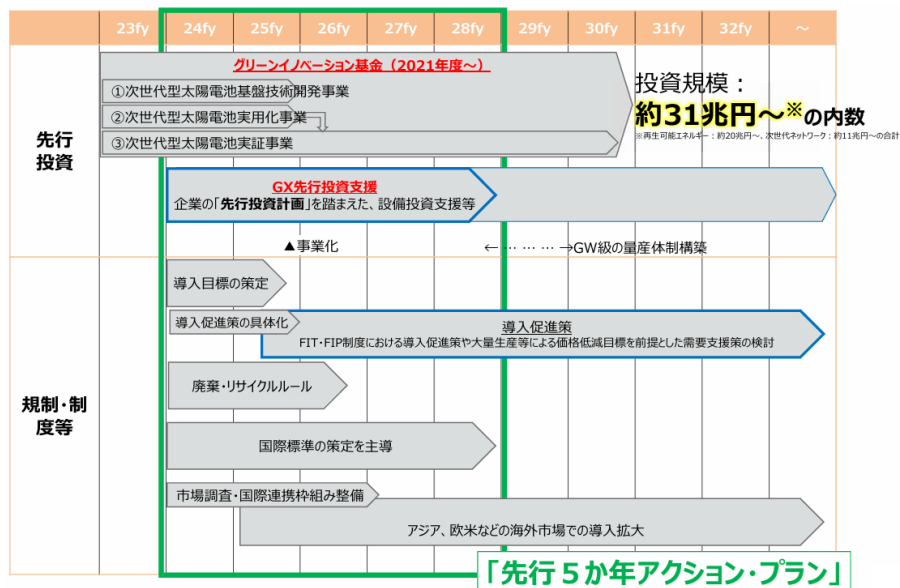 23fy 24fy 25fy 26fy 27fy 28fy 29fy 30fy 31fy 32fy ～
先行
投資
グリーンイノベーション基金（2021年度～）
①次世代型太陽電池基盤技術開発事業
②次世代型太陽電池実用化事業
③次世代型太陽電池実証事業
投資規模：
約31兆円～※の内数
※再生可能エネルギー：約20兆円～、次世代ネットワーク：約11兆円～の合計
GX先行投資支援
企業の「先行投資計画」を踏まえた、設備投資支援等
▲事業化
← … … … →GW級の量産体制構築
規制・制
度等
導入目標の策定
導入促進策の具体化
導入促進策
FIT・FIP制度における導入促進策や大量生産等による価格低減目標を前提とした需要支援策の検討
廃棄・リサイクルルール
国際標準の策定を主導
市場調査・国際連携枠組み整備
アジア、欧米などの海外市場での導入拡大
「先行５か年アクション・プラン」